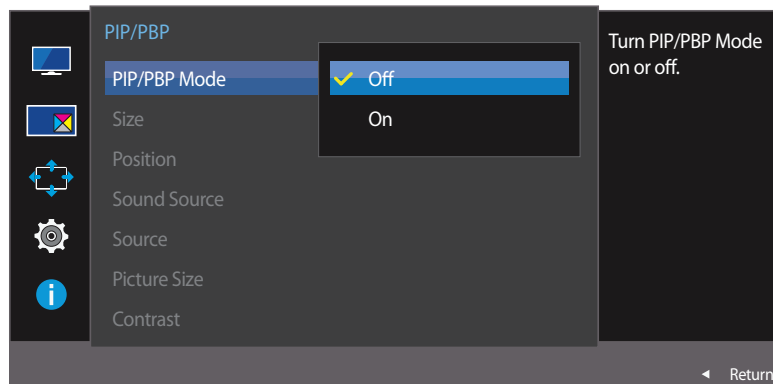 PIP/PBP
PIP/PBP Mode
Off
On
Size
Position
Sound Source
Source
Picture Size
Contrast
Turn PIP/PBP Mode
on or off.
Return